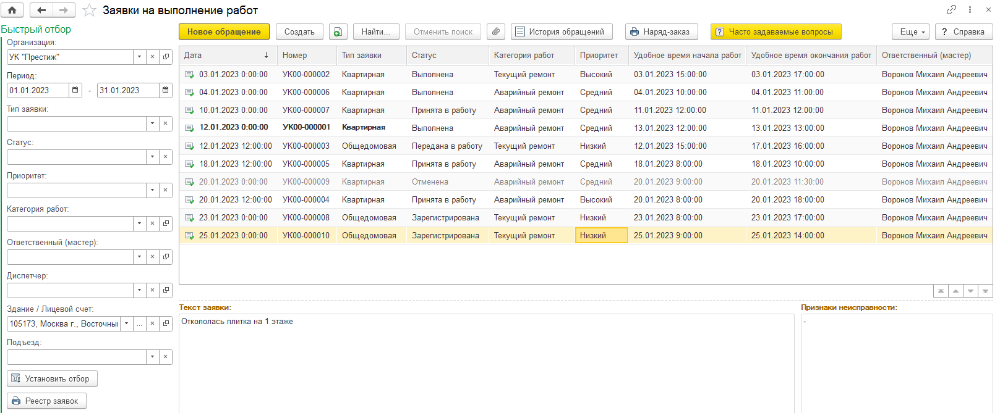 Заявки на выполнение работ
Быстрый отбор
Организация:
УК "Престиж"
Период:
01.01.2023 - 31.01.2023
Тип заявки:
Статус:
Приоритет:
Категория работ:
Ответственный (мастер):
Диспетчер:
Здание / Лицевой счет:
105173, Москва г., Восточны ...
Подъезд:
Установить отбор
Реестр заявок
Новое обращение Создать Найти... Отменить поиск История обращений Наряд-заказ ? Часто задаваемые вопросы Еще ? Справка
Дата ↓ Номер Тип заявки Статус Категория работ Приоритет Удобное время начала работ Удобное время окончания работ Ответственный (мастер)
03.01.2023 0:00:00 УК00-000002 Квартирная Выполнена Текущий ремонт Высокий 03.01.2023 15:00:00 03.01.2023 17:00:00 Воронов Михаил Андреевич
04.01.2023 0:00:00 УК00-000006 Квартирная Выполнена Аварийный ремонт Средний 04.01.2023 10:00:00 04.01.2023 11:00:00 Воронов Михаил Андреевич
10.01.2023 0:00:00 УК00-000007 Квартирная Принята в работу Аварийный ремонт Средний 11.01.2023 12:00:00 11.01.2023 12:00:00 Воронов Михаил Андреевич
12.01.2023 0:00:00 УК00-000001 Квартирная Выполнена Аварийный ремонт Средний 13.01.2023 12:00:00 13.01.2023 13:00:00 Воронов Михаил Андреевич
12.01.2023 12:00:00 УК00-000003 Общедомовая Передана в работу Текущий ремонт Низкий 12.01.2023 15:00:00 17.01.2023 16:00:00 Воронов Михаил Андреевич
18.01.2023 12:00:00 УК00-000005 Квартирная Принята в работу Аварийный ремонт Средний 18.01.2023 8:00:00 18.01.2023 10:00:00 Воронов Михаил Андреевич
20.01.2023 0:00:00 УК00-000009 Квартирная Отменена Аварийный ремонт Средний 20.01.2023 9:00:00 20.01.2023 11:30:00 Воронов Михаил Андреевич
20.01.2023 12:00:00 УК00-000004 Квартирная Принята в работу Аварийный ремонт Высокий 20.01.2023 8:00:00 20.01.2023 18:00:00 Воронов Михаил Андреевич
23.01.2023 0:00:00 УК00-000008 Общедомовая Зарегистрирована Текущий ремонт Низкий 23.01.2023 8:00:00 23.01.2023 17:00:00 Воронов Михаил Андреевич
25.01.2023 0:00:00 УК00-000010 Общедомовая Зарегистрирована Текущий ремонт Низкий 25.01.2023 9:00:00 25.01.2023 14:00:00 Воронов Михаил Андреевич
Текст заявки:
Откололась плитка на 1 этаже
Признаки неисправности:
-